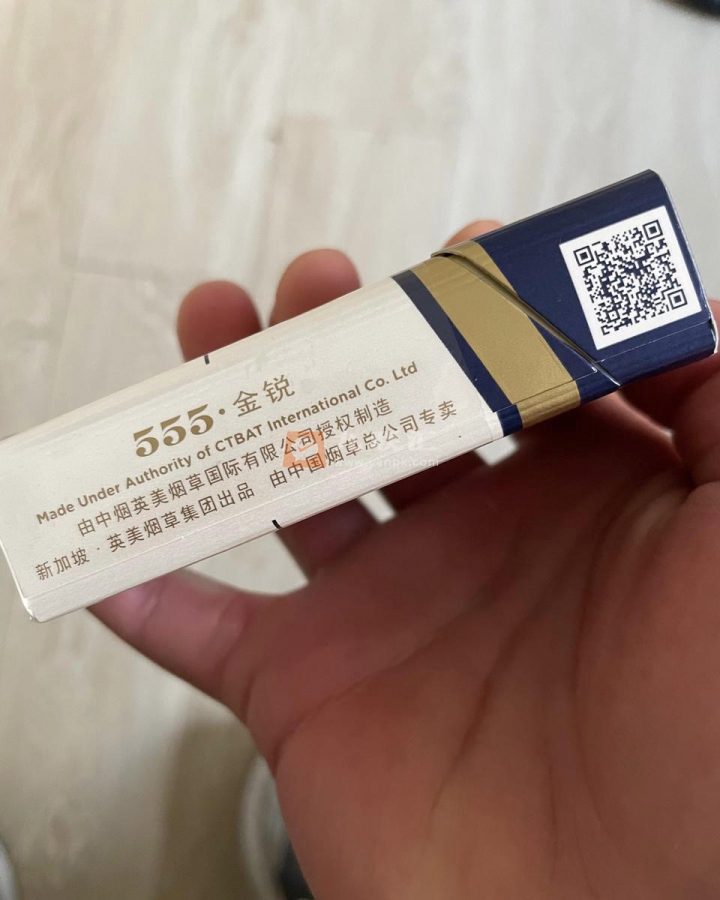 555·金锐
Made Under Authority of CTBAT International Co. Ltd
由中烟英美烟草国际有限公司授权制造
新加坡·英美烟草集团出品 由中国烟草总公司专卖